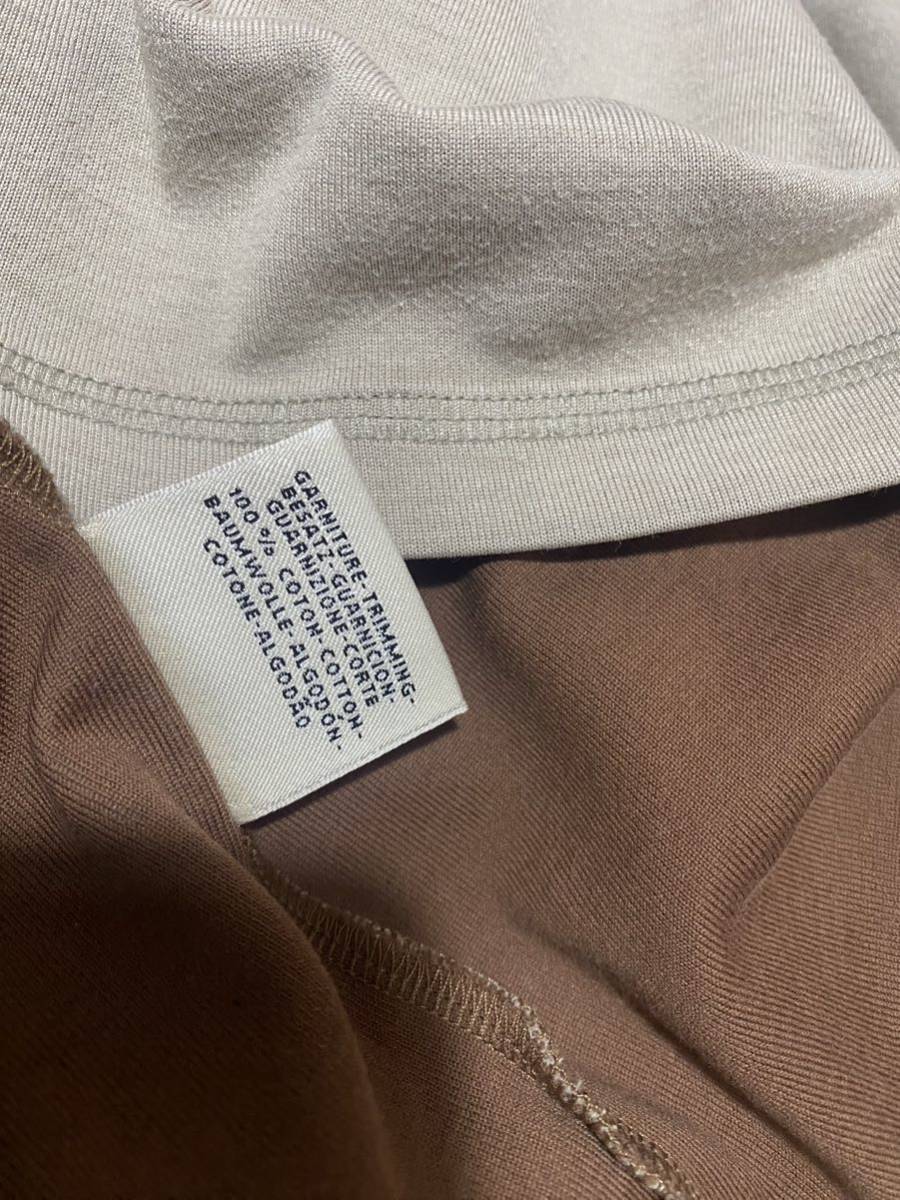 GARNITURE-TRIMMING-
BESATZ-GUARNICIÓN-
GUARNIZIONE-CORTE
100 % COTON-COTTON-
BAUMWOLLE-ALGODÓN-
COTONE-ALGODÃO